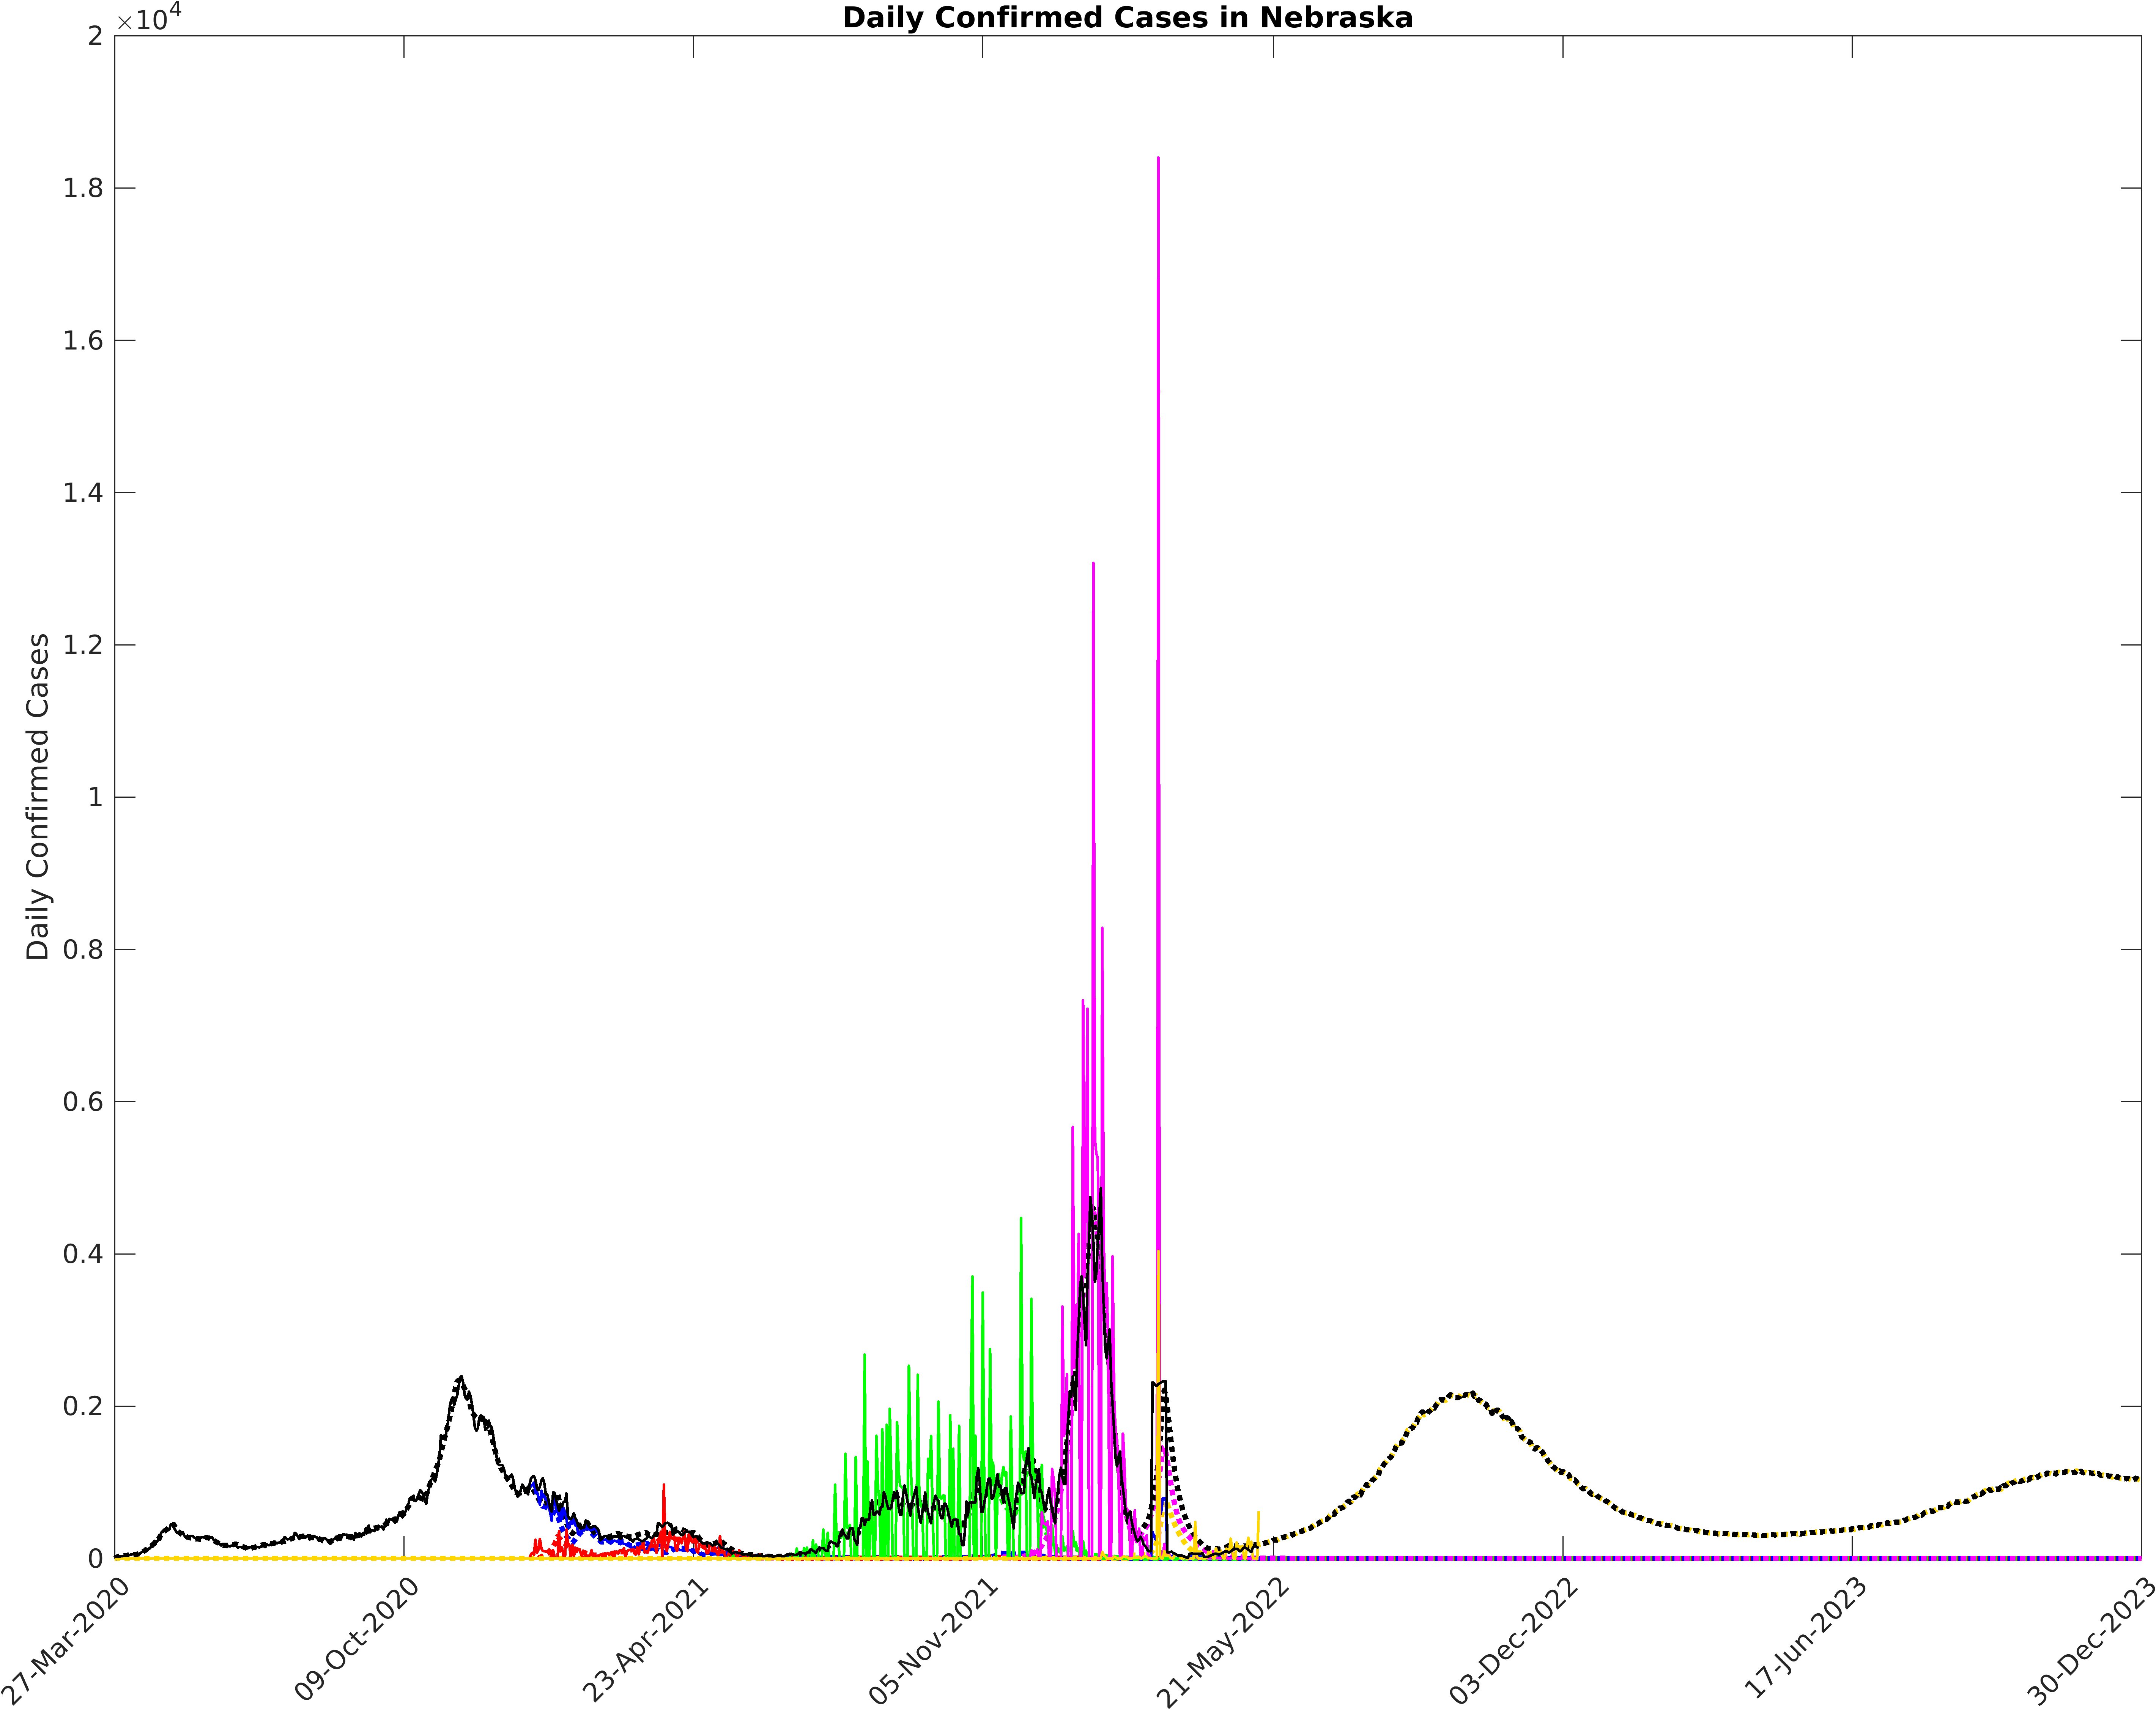 Daily Confirmed Cases in Nebraska
×10^4
2
1.8
1.6
1.4
1.2
1
0.8
0.6
0.4
0.2
0
Daily Confirmed Cases
27-Mar-2020
09-Oct-2020
23-Apr-2021
05-Nov-2021
21-May-2022
03-Dec-2022
17-Jun-2023
30-Dec-2023